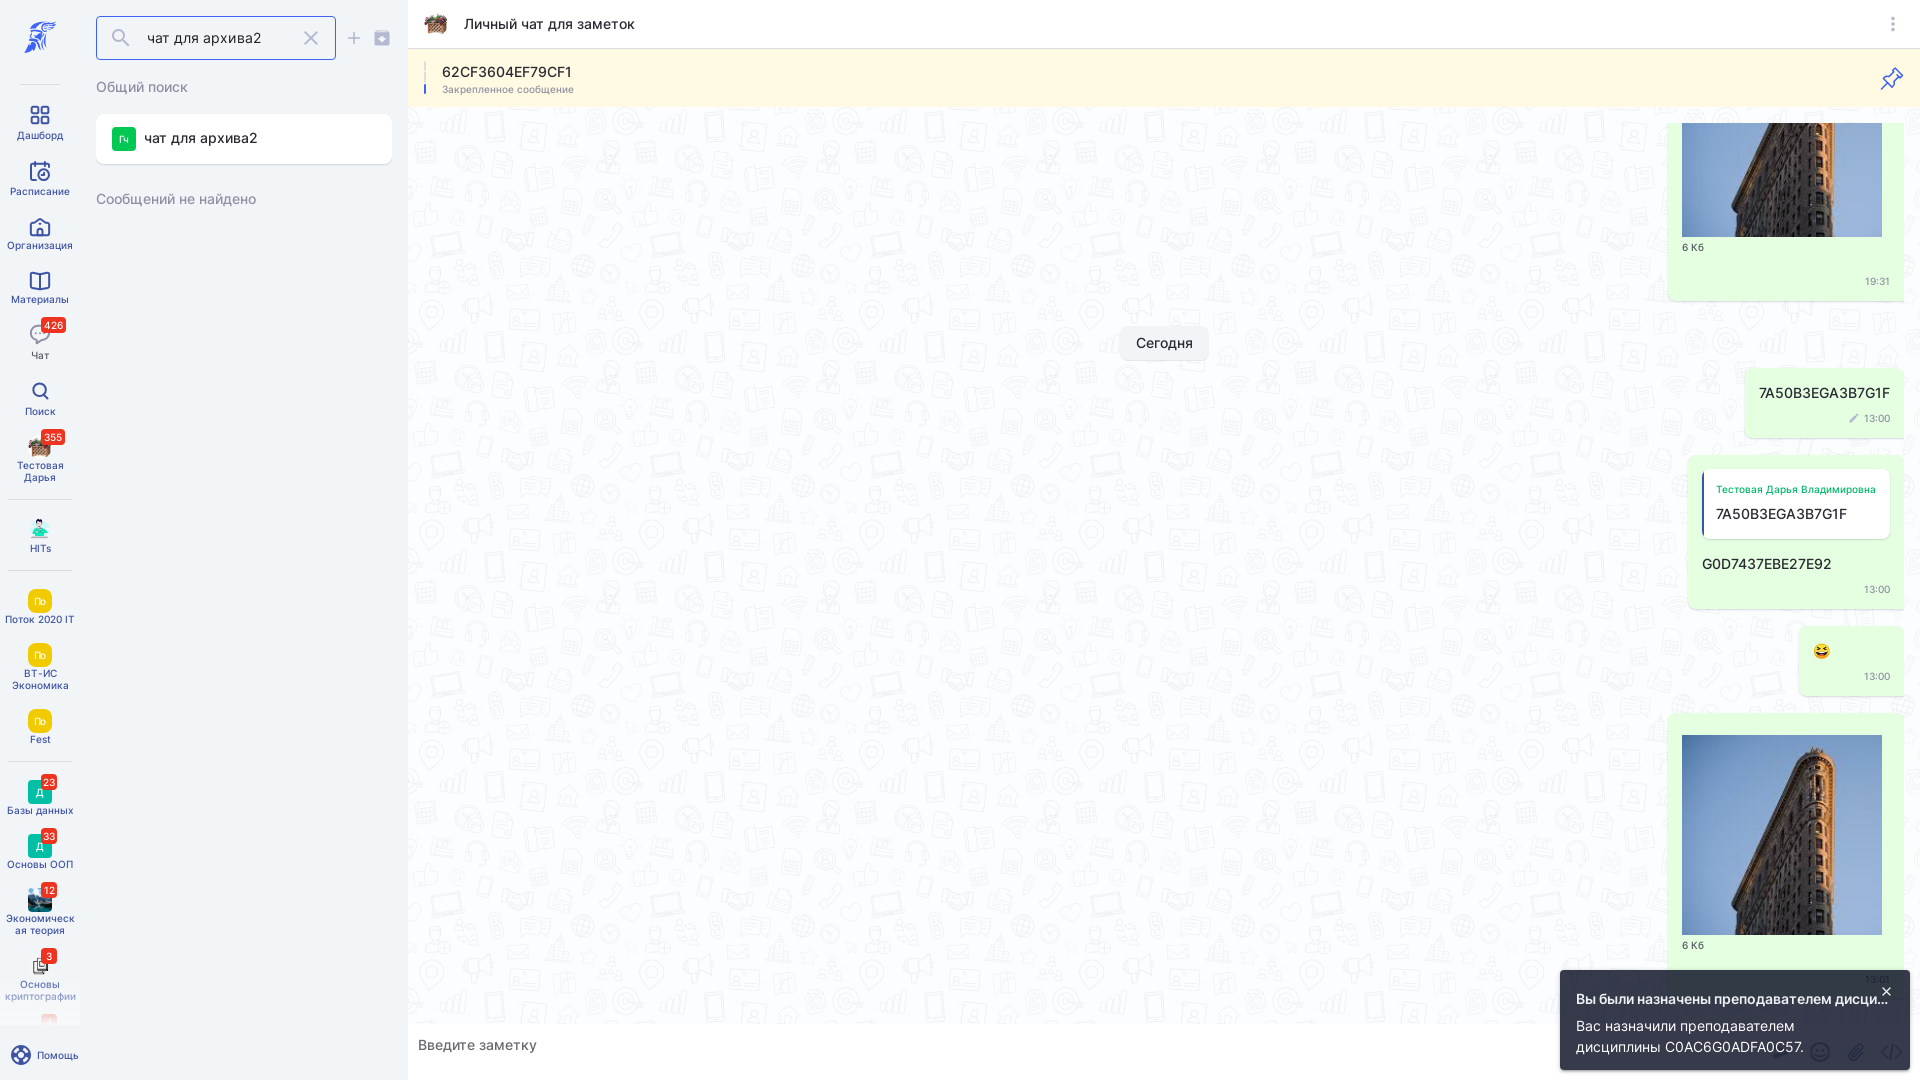 Дашборд
Расписание
Организация
Материалы
426
Чат
Поиск
355
Тестовая
Дарья
HITs
По
Поток 2020 IT
По
ВТ-ИС
Экономика
По
Fest
23
Д
Базы данных
33
Д
Основы ООП
12
Экономическ
ая теория
3
Основы
криптографии
Помощь
чат для архива2
Общий поиск
Гч
чат для архива2
Сообщений не найдено
Личный чат для заметок
62CF3604EF79CF1
Закрепленное сообщение
6 Кб
19:31
Сегодня
7A50B3EGA3B7G1F
13:00
Тестовая Дарья Владимировна
7A50B3EGA3B7G1F
G0D7437EBE27E92
13:00
13:00
6 Кб
13:01
Вы были назначены преподавателем дисци...
Вас назначили преподавателем
дисциплины C0AC6G0ADFA0C57.
Введите заметку